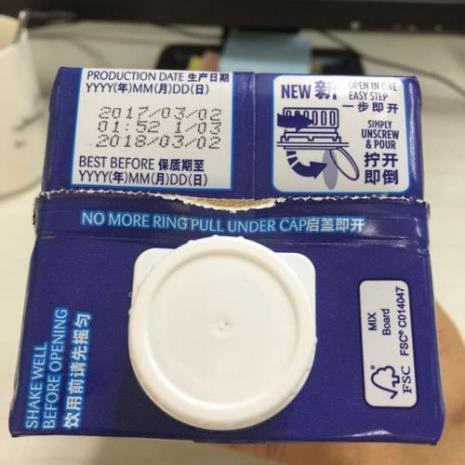 PRODUCTION DATE 生产日期
YYYY(年)MM(月)DD(日)
2017/03/02
01:52 1/03
2018/03/02
BEST BEFORE 保质期至
YYYY(年)MM(月)DD(日)
NEW 新
OPEN IN ONE
EASY STEP
一步即开
SIMPLY
UNSCREW
& POUR
拧开
即倒
NO MORE RING PULL UNDER CAP启盖即开
SHAKE WELL
BEFORE OPENING
饮用前请先摇匀
MIX
Board
FSC® C014047
FSC